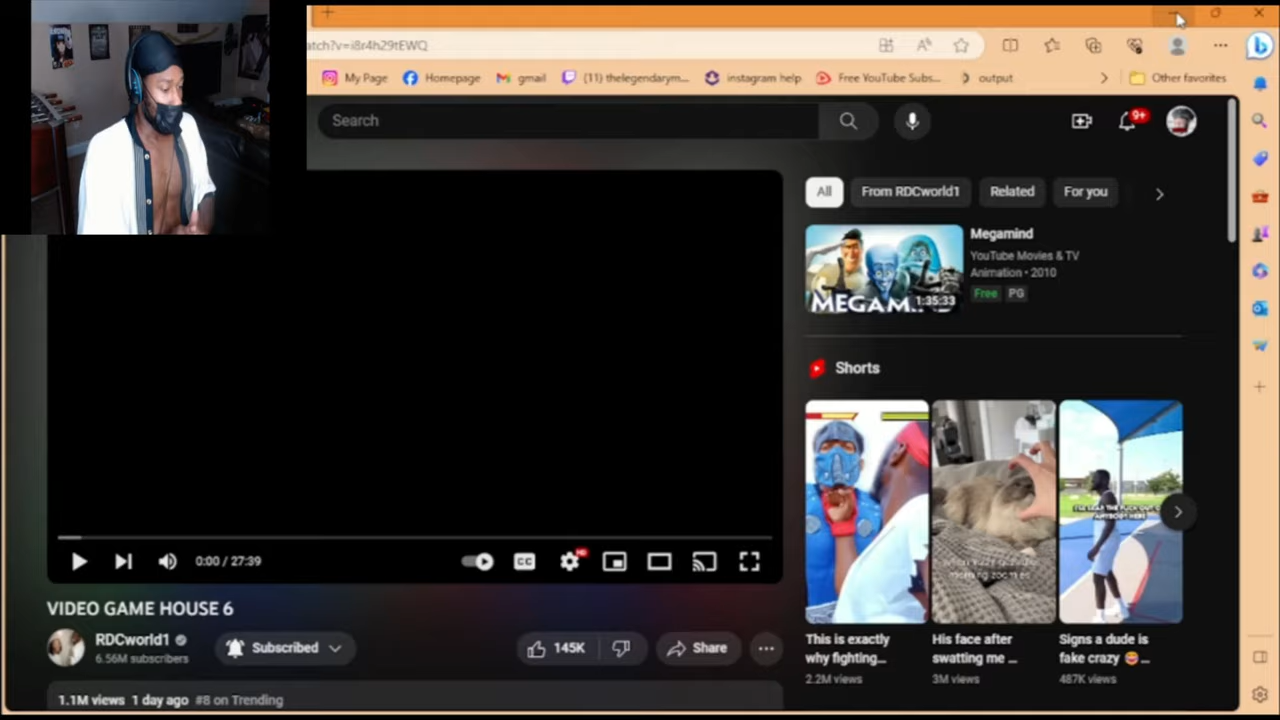 atch?v=i8r4h29tEWQ
My Page
Homepage
gmail
(11) thelegendarym...
instagram help
Free YouTube Subs...
output
Other favorites
Search
9+
All
From RDCworld1
Related
For you
MEGAM
1:35:33
Megamind
YouTube Movies & TV
Animation • 2010
Free
PG
Shorts
0:00 / 27:39
CC
HD
VIDEO GAME HOUSE 6
RDCworld1
6.56M subscribers
Subscribed
145K
Share
1.1M views 1 day ago #8 on Trending
This is exactly
why fighting...
2.2M views
His face after
swatting me ...
3M views
Signs a dude is
fake crazy 😂...
487K views